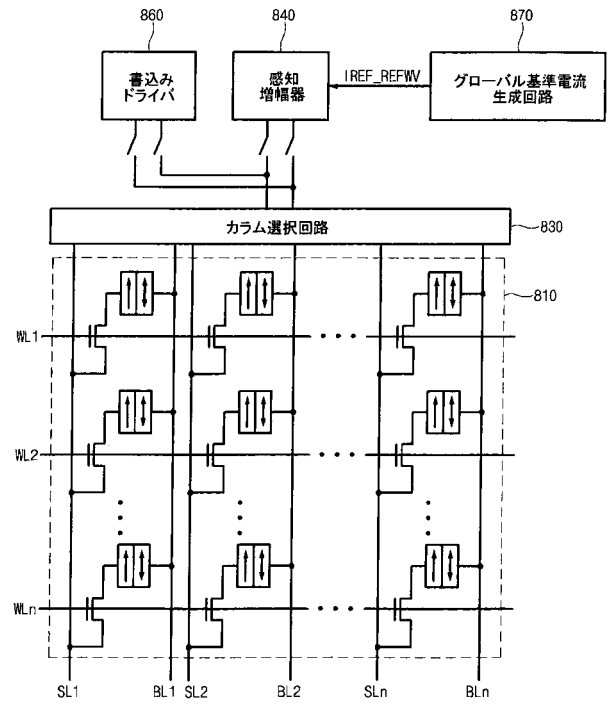 860
840
870
書込み
ドライバ
感知
増幅器
IREF_REFWV
グローバル基準電流
生成回路
カラム選択回路
830
810
WL1
WL2
WLn
SL1
BL1
SL2
BL2
SLn
BLn